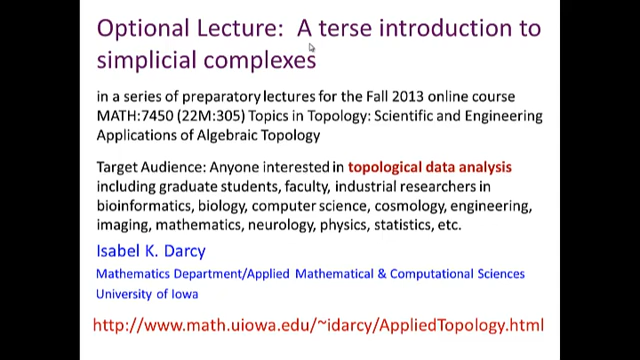 Optional Lecture:  A terse introduction to
simplicial complexes
in a series of preparatory lectures for the Fall 2013 online course
MATH:7450 (22M:305) Topics in Topology: Scientific and Engineering
Applications of Algebraic Topology
Target Audience: Anyone interested in topological data analysis
including graduate students, faculty, industrial researchers in
bioinformatics, biology, computer science, cosmology, engineering,
imaging, mathematics, neurology, physics, statistics, etc.
Isabel K. Darcy
Mathematics Department/Applied Mathematical & Computational Sciences
University of Iowa
http://www.math.uiowa.edu/~idarcy/AppliedTopology.html